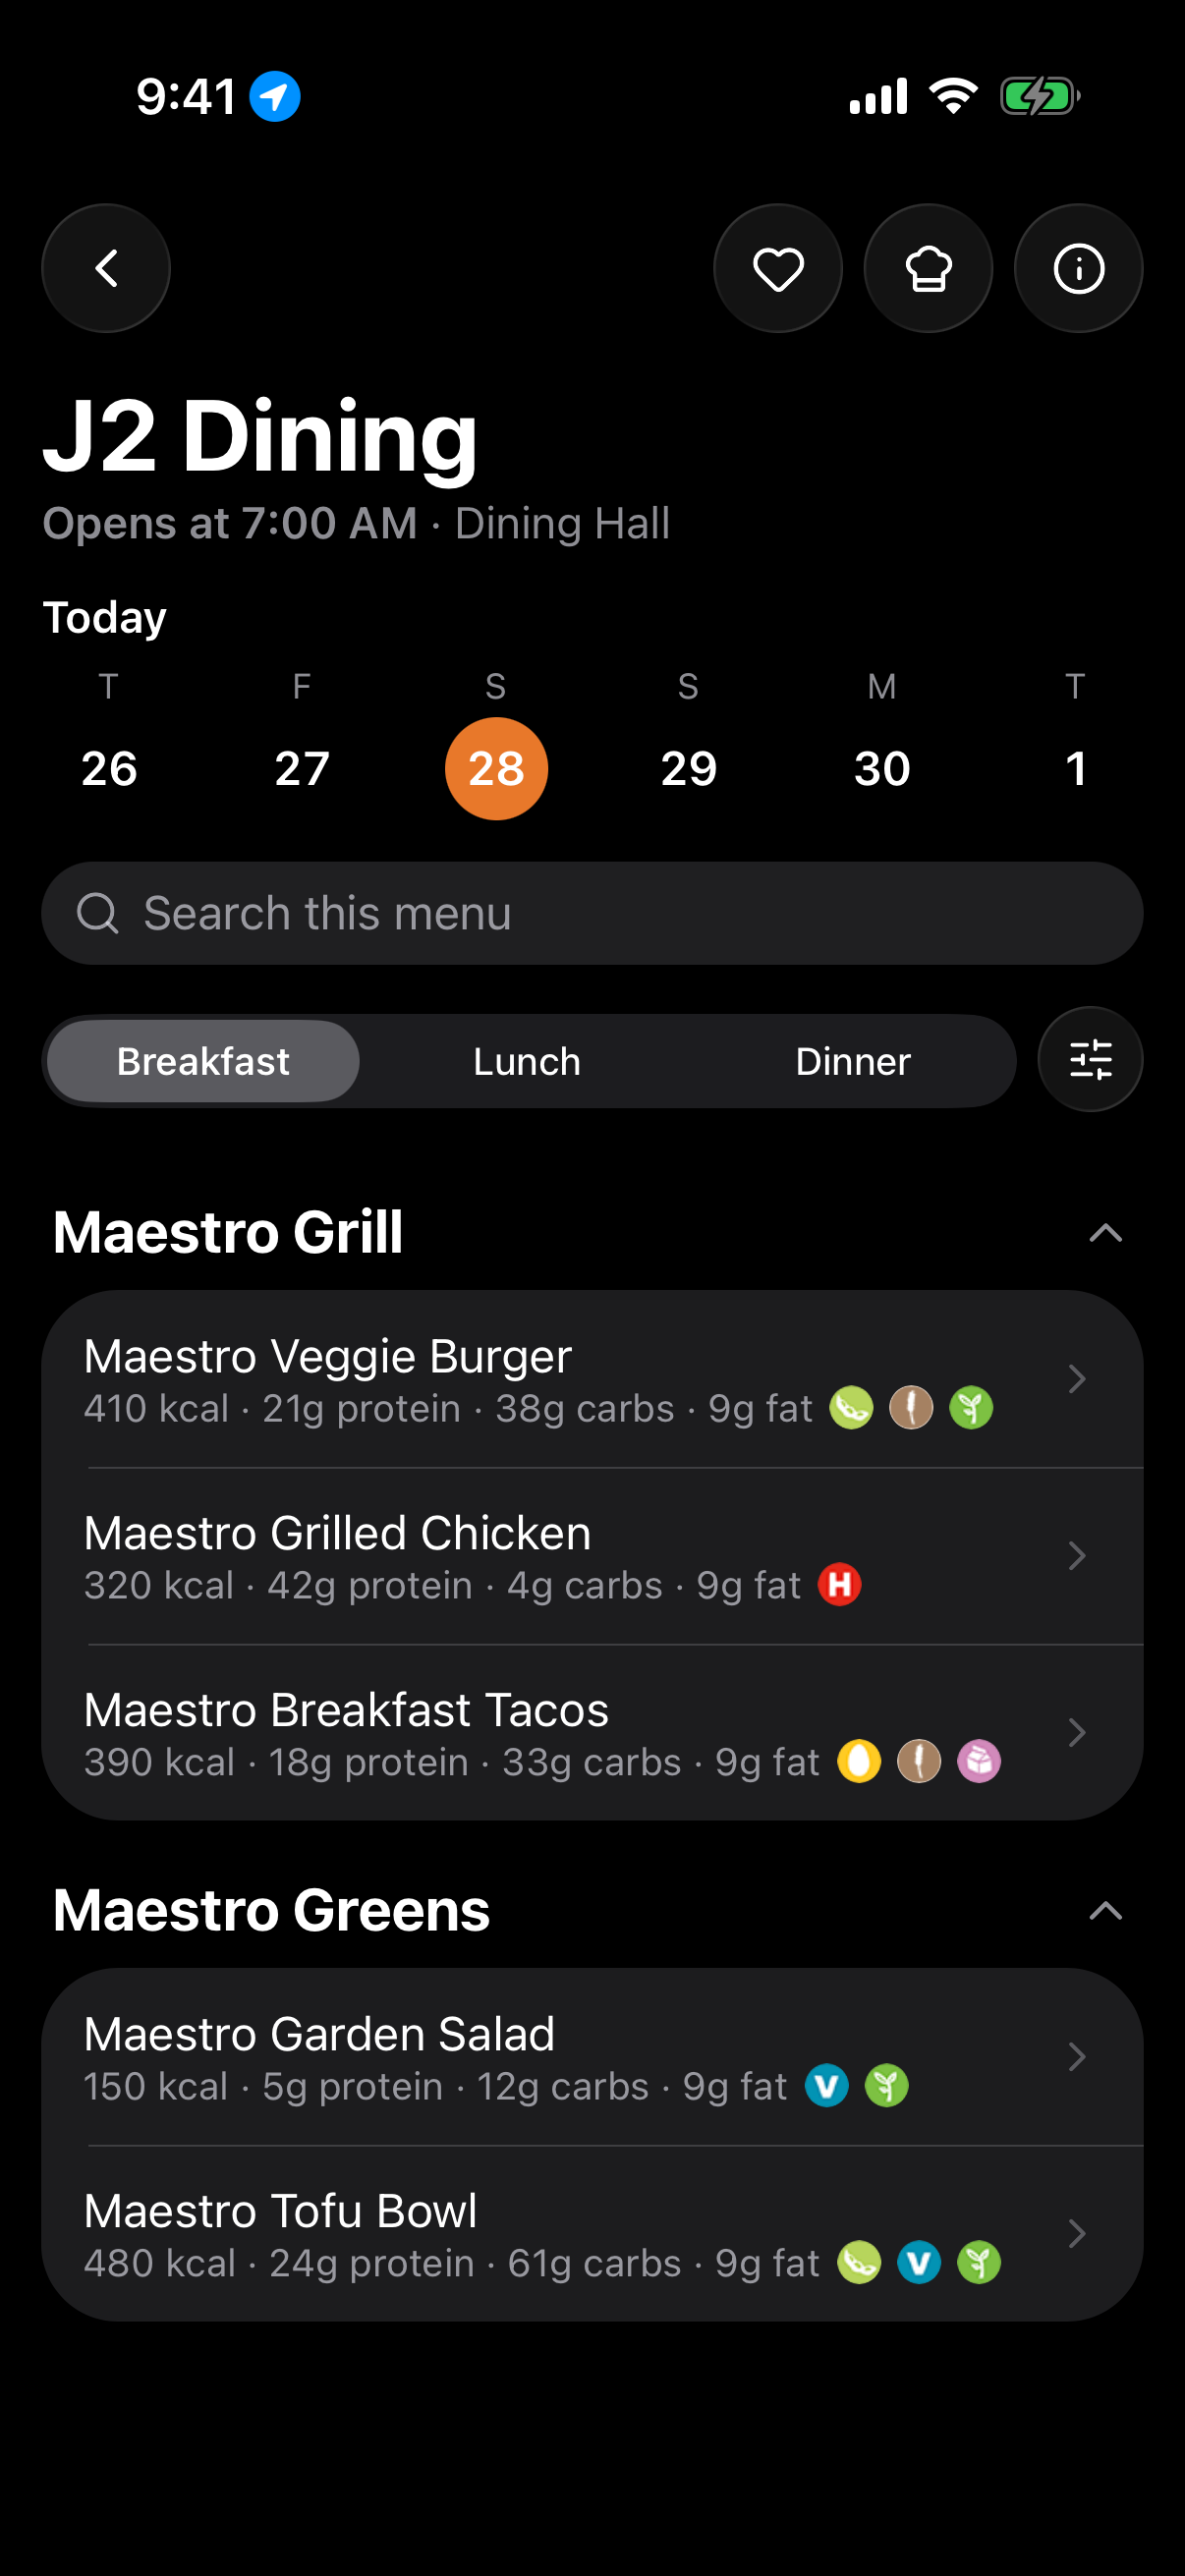 9:41
J2 Dining
Opens at 7:00 AM · Dining Hall
Today
T F S S M T
26 27 28 29 30 1
Search this menu
Breakfast Lunch Dinner
Maestro Grill
Maestro Veggie Burger
410 kcal · 21g protein · 38g carbs · 9g fat
Maestro Grilled Chicken
320 kcal · 42g protein · 4g carbs · 9g fat H
Maestro Breakfast Tacos
390 kcal · 18g protein · 33g carbs · 9g fat
Maestro Greens
Maestro Garden Salad
150 kcal · 5g protein · 12g carbs · 9g fat V
Maestro Tofu Bowl
480 kcal · 24g protein · 61g carbs · 9g fat V